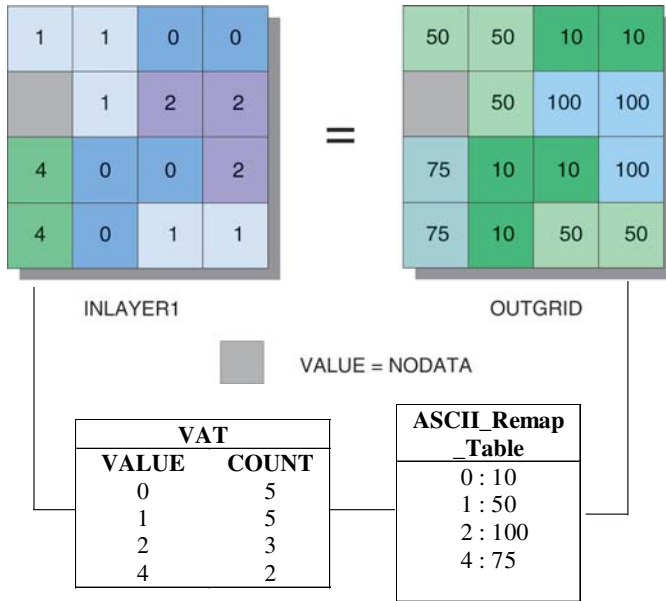 1 1 0 0 50 50 10 10
1 2 2 50 100 100
=
4 0 0 2 75 10 10 100
4 0 1 1 75 10 50 50
INLAYER1 OUTGRID
VALUE = NODATA
VAT
VALUE COUNT
0 5
1 5
2 3
4 2
ASCII_Remap
_Table
0 : 10
1 : 50
2 : 100
4 : 75